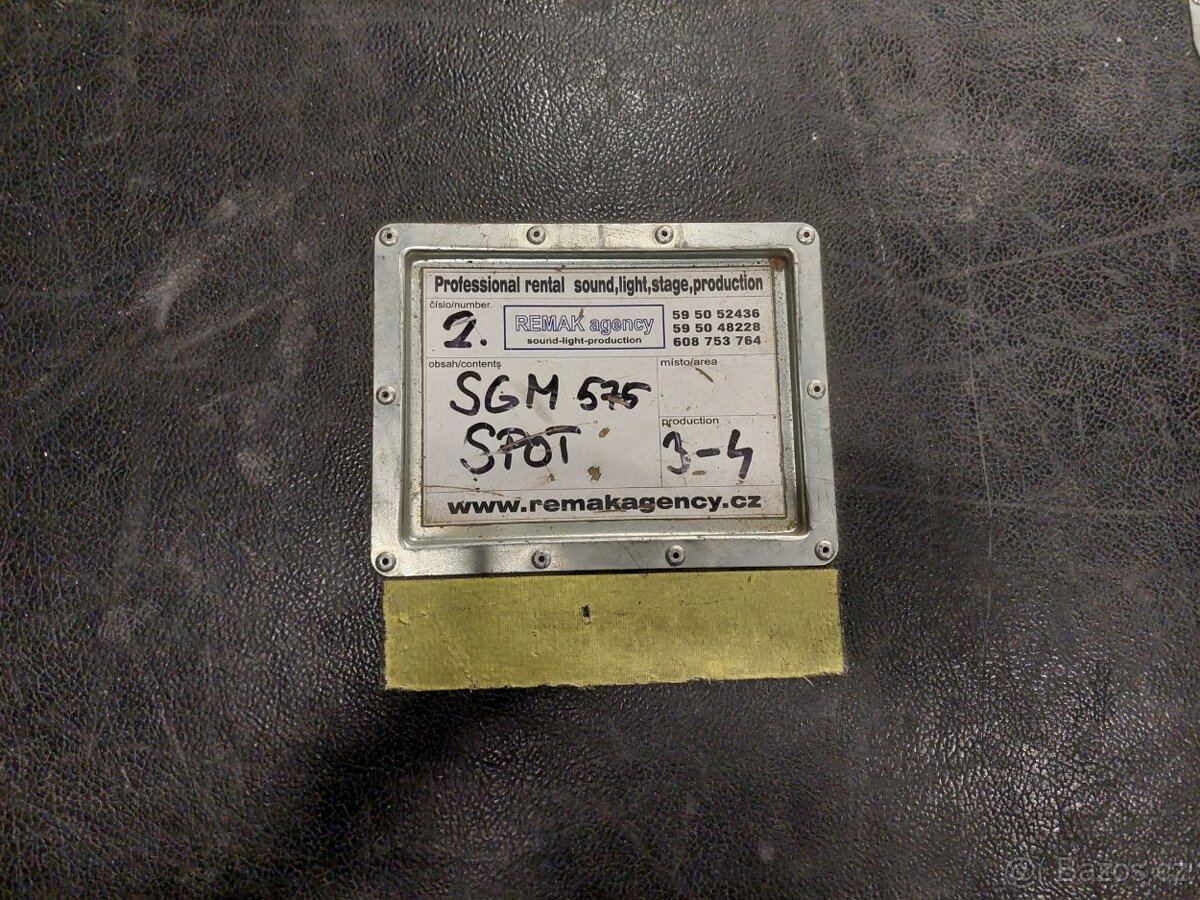 Professional rental sound,light,stage,production
číslo/number
2.
REMAK agency
sound-light-production
59 50 52436
59 50 48228
608 753 764
obsah/contents
SGM 575
SPOT
místo/area
production
3-4
www.remakagency.cz
Bazos.cz